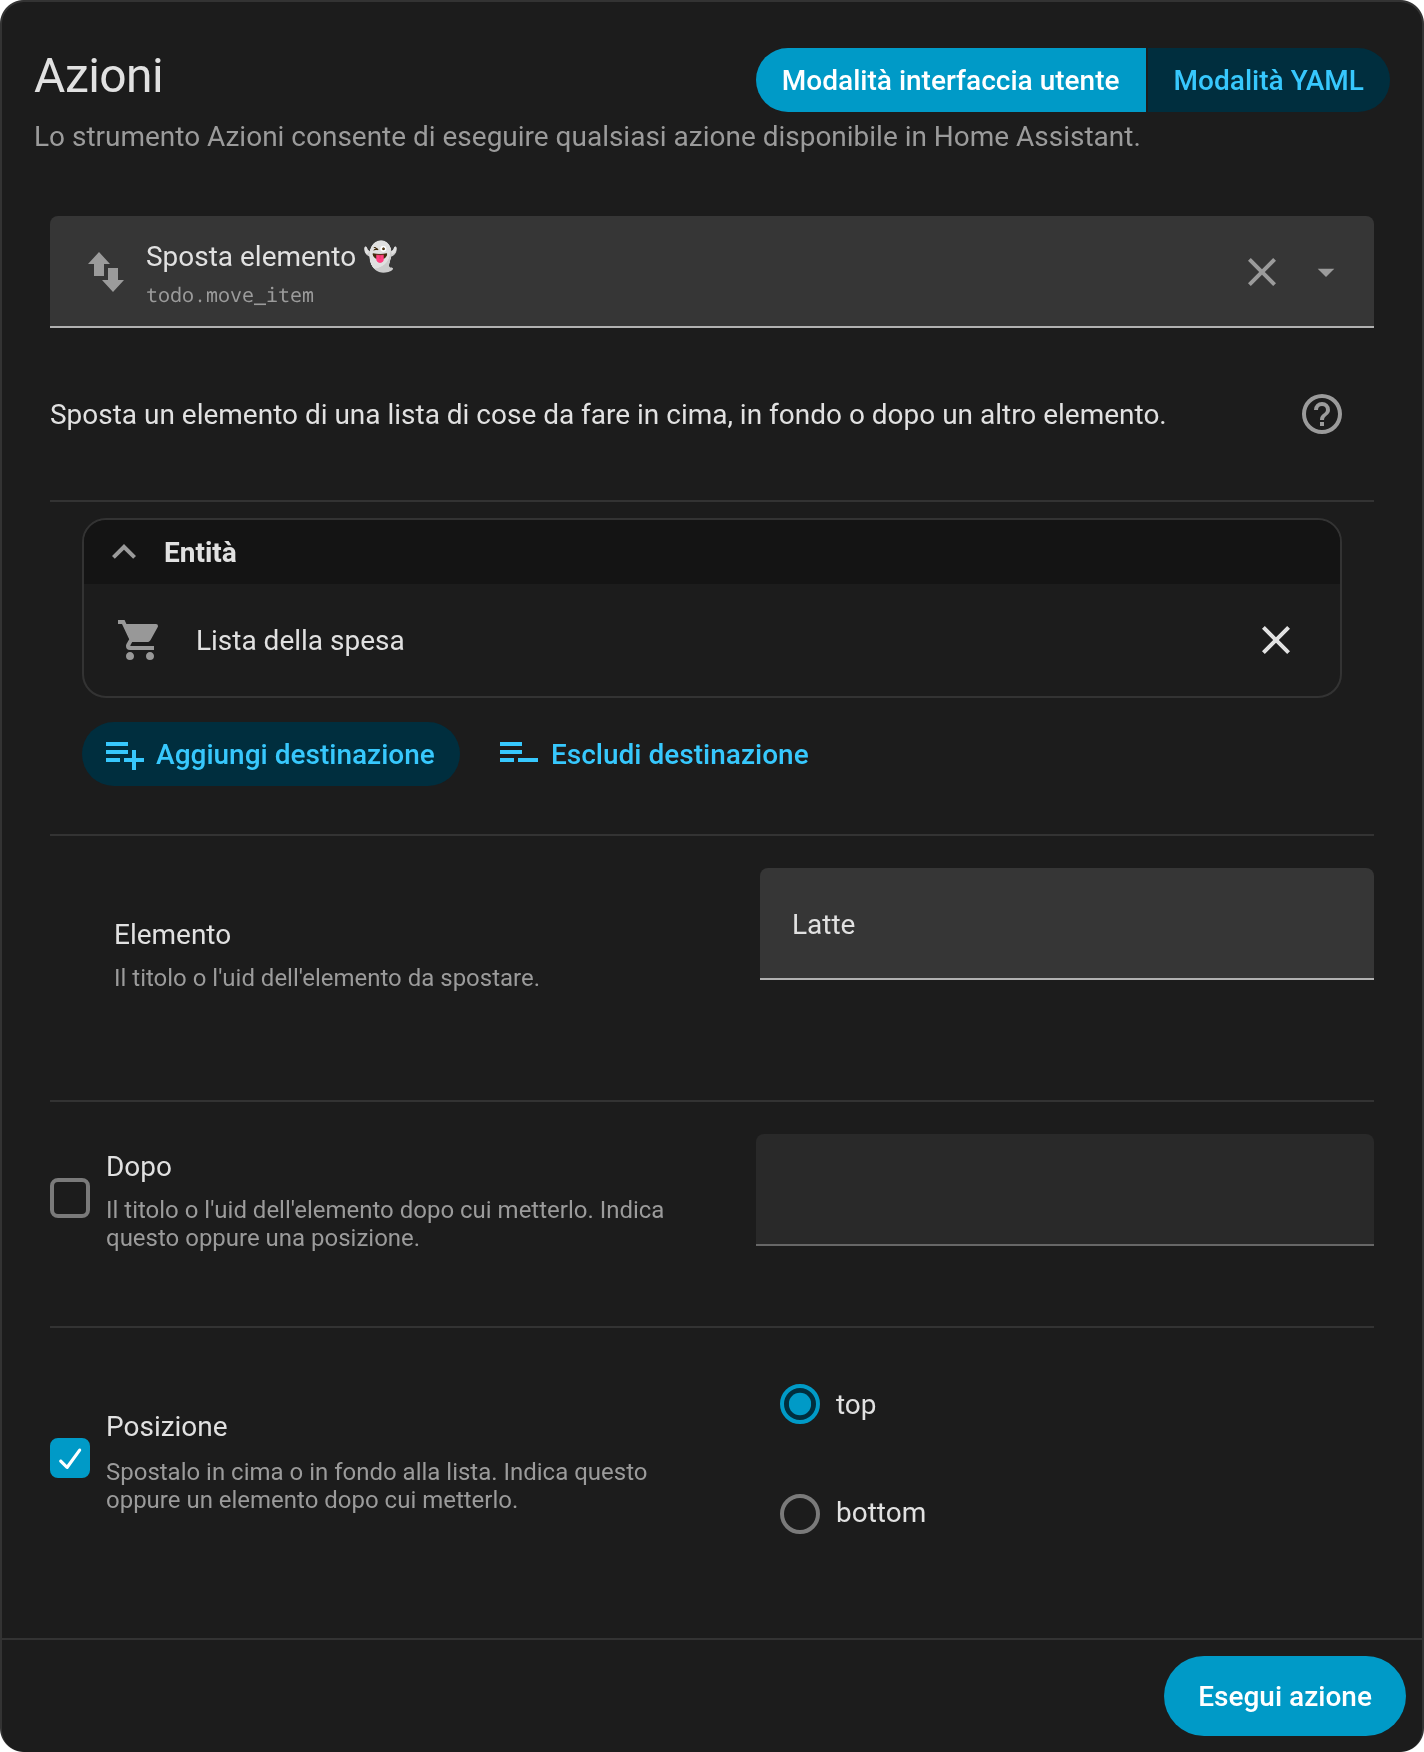 Azioni
Modalità interfaccia utente
Modalità YAML
Lo strumento Azioni consente di eseguire qualsiasi azione disponibile in Home Assistant.
Sposta elemento 👻
todo.move_item
Sposta un elemento di una lista di cose da fare in cima, in fondo o dopo un altro elemento.
Entità
Lista della spesa
Aggiungi destinazione
Escludi destinazione
Elemento
Il titolo o l'uid dell'elemento da spostare.
Latte
Dopo
Il titolo o l'uid dell'elemento dopo cui metterlo. Indica
questo oppure una posizione.
Posizione
Spostalo in cima o in fondo alla lista. Indica questo
oppure un elemento dopo cui metterlo.
top
bottom
Esegui azione